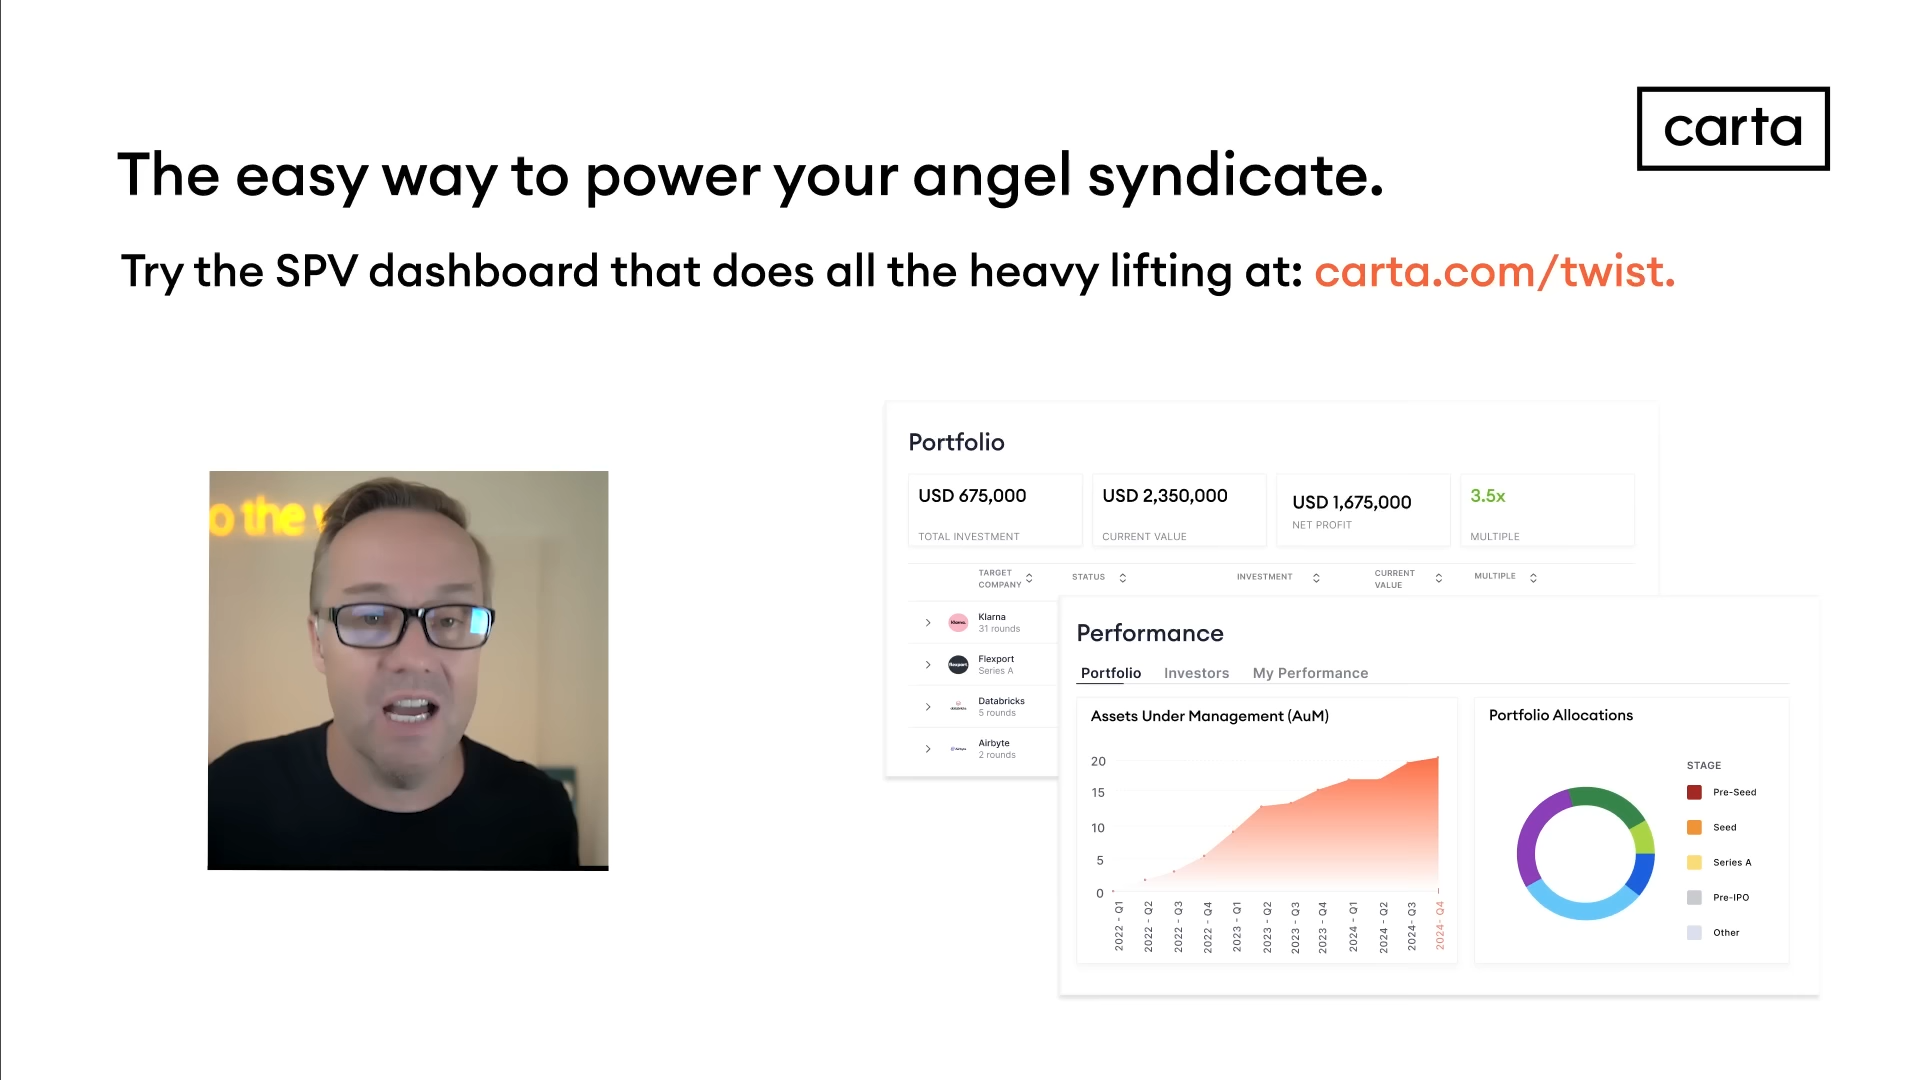 carta
The easy way to power your angel syndicate.
Try the SPV dashboard that does all the heavy lifting at: carta.com/twist.
o the
Portfolio
USD 675,000
TOTAL INVESTMENT
USD 2,350,000
CURRENT VALUE
USD 1,675,000
NET PROFIT
3.5x
MULTIPLE
TARGET
COMPANY
STATUS
INVESTMENT
CURRENT
VALUE
MULTIPLE
Klarna.
Klarna
31 rounds
flexport
Flexport
Series A
Databricks
5 rounds
Airbyte
Airbyte
2 rounds
Performance
Portfolio Investors My Performance
Assets Under Management (AuM)
20
15
10
5
0
2022 - Q1
2022 - Q2
2022 - Q3
2022 - Q4
2023 - Q1
2023 - Q2
2023 - Q3
2023 - Q4
2024 - Q1
2024 - Q2
2024- Q3
2024- Q4
Portfolio Allocations
STAGE
Pre-Seed
Seed
Series A
Pre-IPO
Other